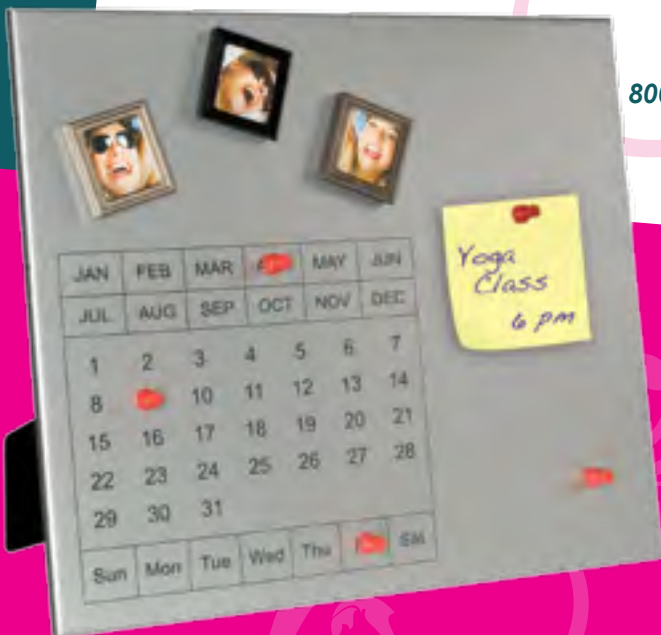 800
JAN FEB MAR MAY JUN
JUL AUG SEP OCT NOV DEC
1 2 3 4 5 6 7
8 10 11 12 13 14
15 16 17 18 19 20 21
22 23 24 25 26 27 28
29 30 31
Sun Mon Tue Wed Thu Sat
Yoga
Class
6 pm